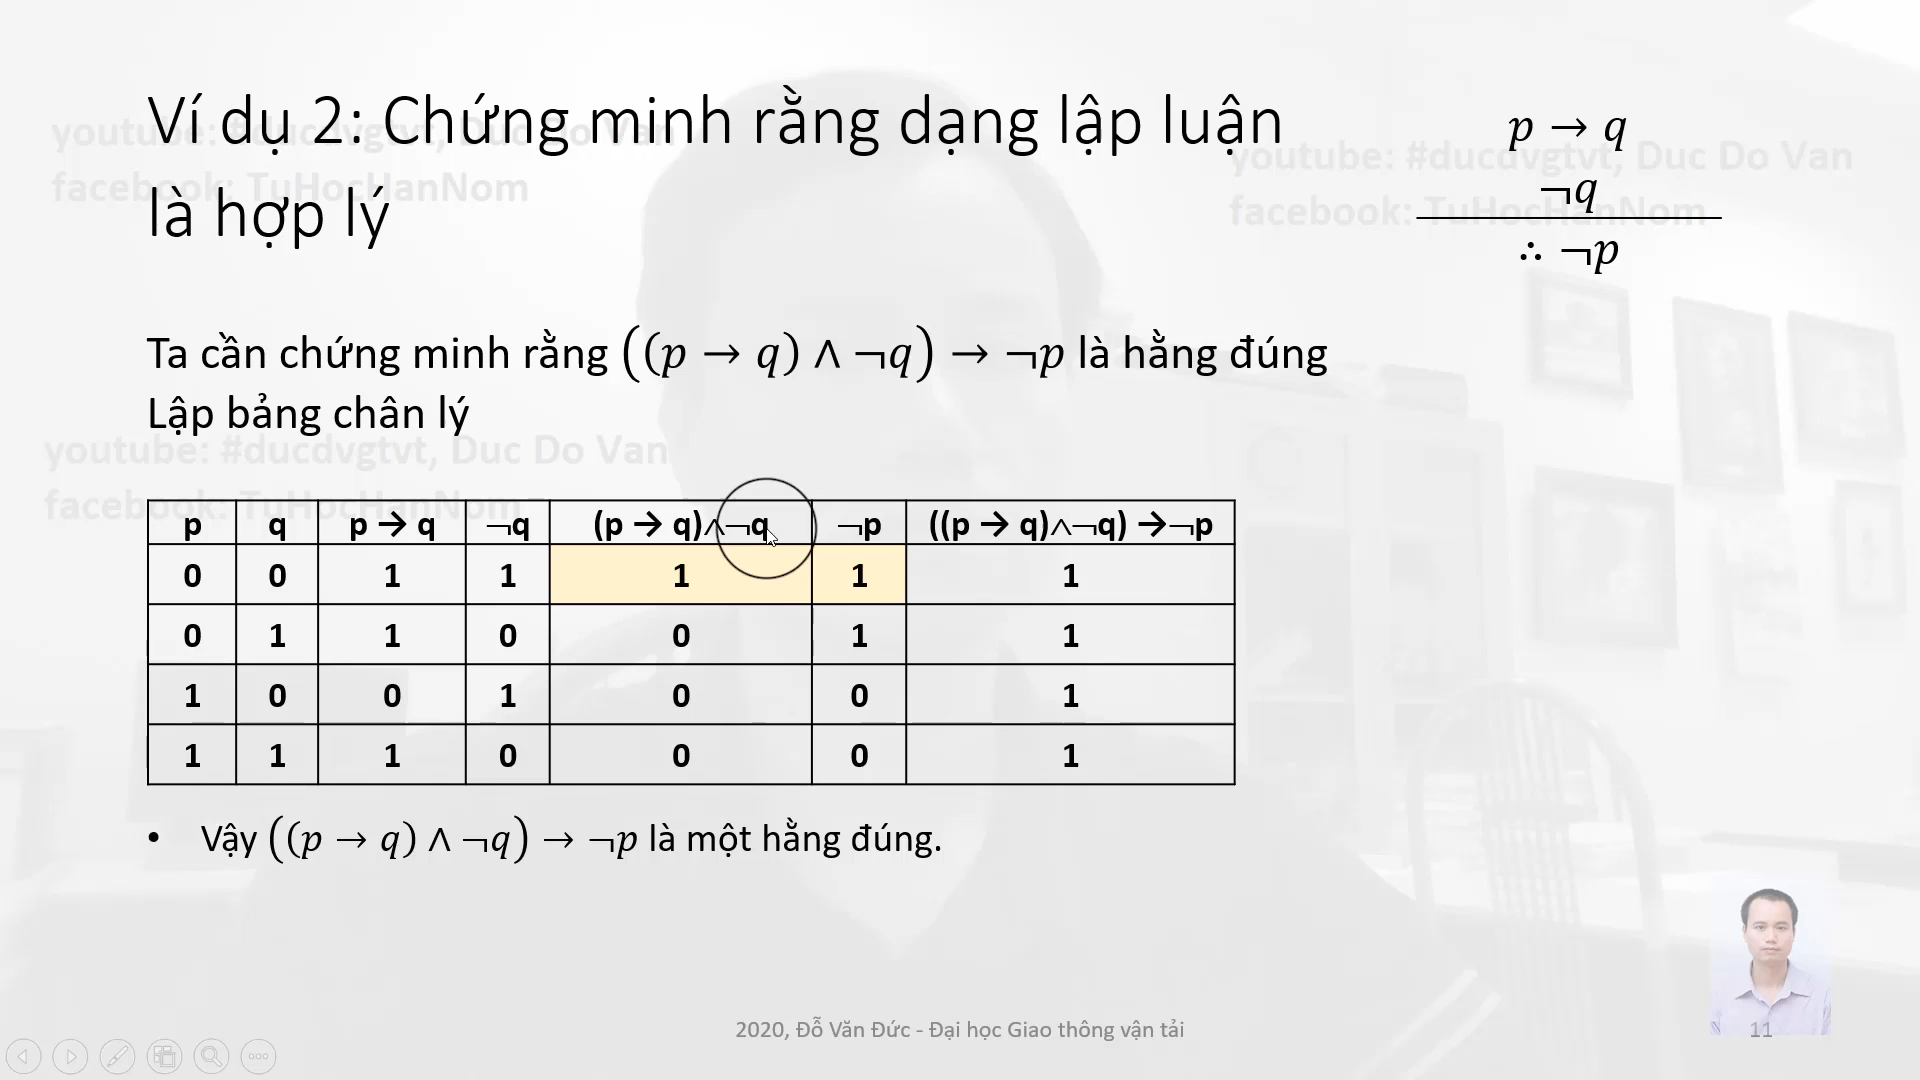 Ví dụ 2: Chứng minh rằng dạng lập luận
là hợp lý
p → q
¬q
∴ ¬p
youtube: #ducdvgtvt, Duc Do Van
facebook: TuHocHanNom
youtube: #ducdvgtvt, Duc Do Van
facebook: TuHocHanNom
Ta cần chứng minh rằng ((p → q) ∧ ¬q) → ¬p là hằng đúng
Lập bảng chân lý
youtube: #ducdvgtvt, Duc Do Van
facebook: TuHocHanNom
p q p → q ¬q (p → q)∧¬q ¬p ((p → q)∧¬q) →¬p
0 0 1 1 1 1 1
0 1 1 0 0 1 1
1 0 0 1 0 0 1
1 1 1 0 0 0 1
• Vậy ((p → q) ∧ ¬q) → ¬p là một hằng đúng.
2020, Đỗ Văn Đức - Đại học Giao thông vận tải
11